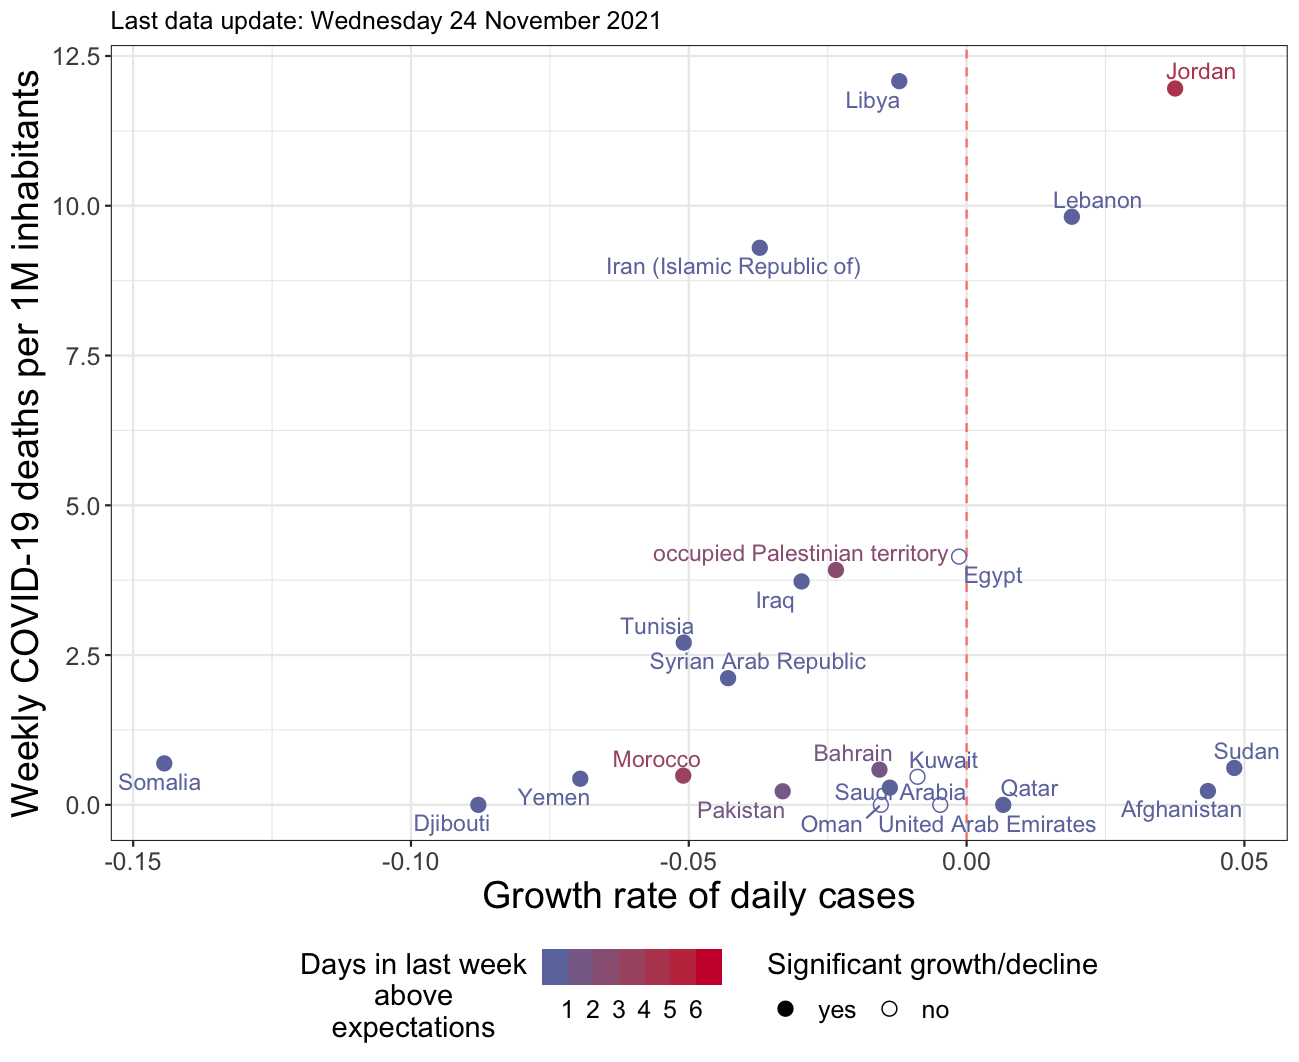 Last data update: Wednesday 24 November 2021
Weekly COVID-19 deaths per 1M inhabitants
12.5
10.0
7.5
5.0
2.5
0.0
Jordan
Libya
Lebanon
Iran (Islamic Republic of)
occupied Palestinian territory
Egypt
Iraq
Tunisia
Syrian Arab Republic
Sudan
Bahrain
Morocco
Kuwait
Somalia
Qatar
Saudi Arabia
Yemen
Pakistan
Afghanistan
Djibouti
Oman
United Arab Emirates
-0.15
-0.10
-0.05
0.00
0.05
Growth rate of daily cases
Days in last week
above
expectations
1 2 3 4 5 6
Significant growth/decline
yes
no